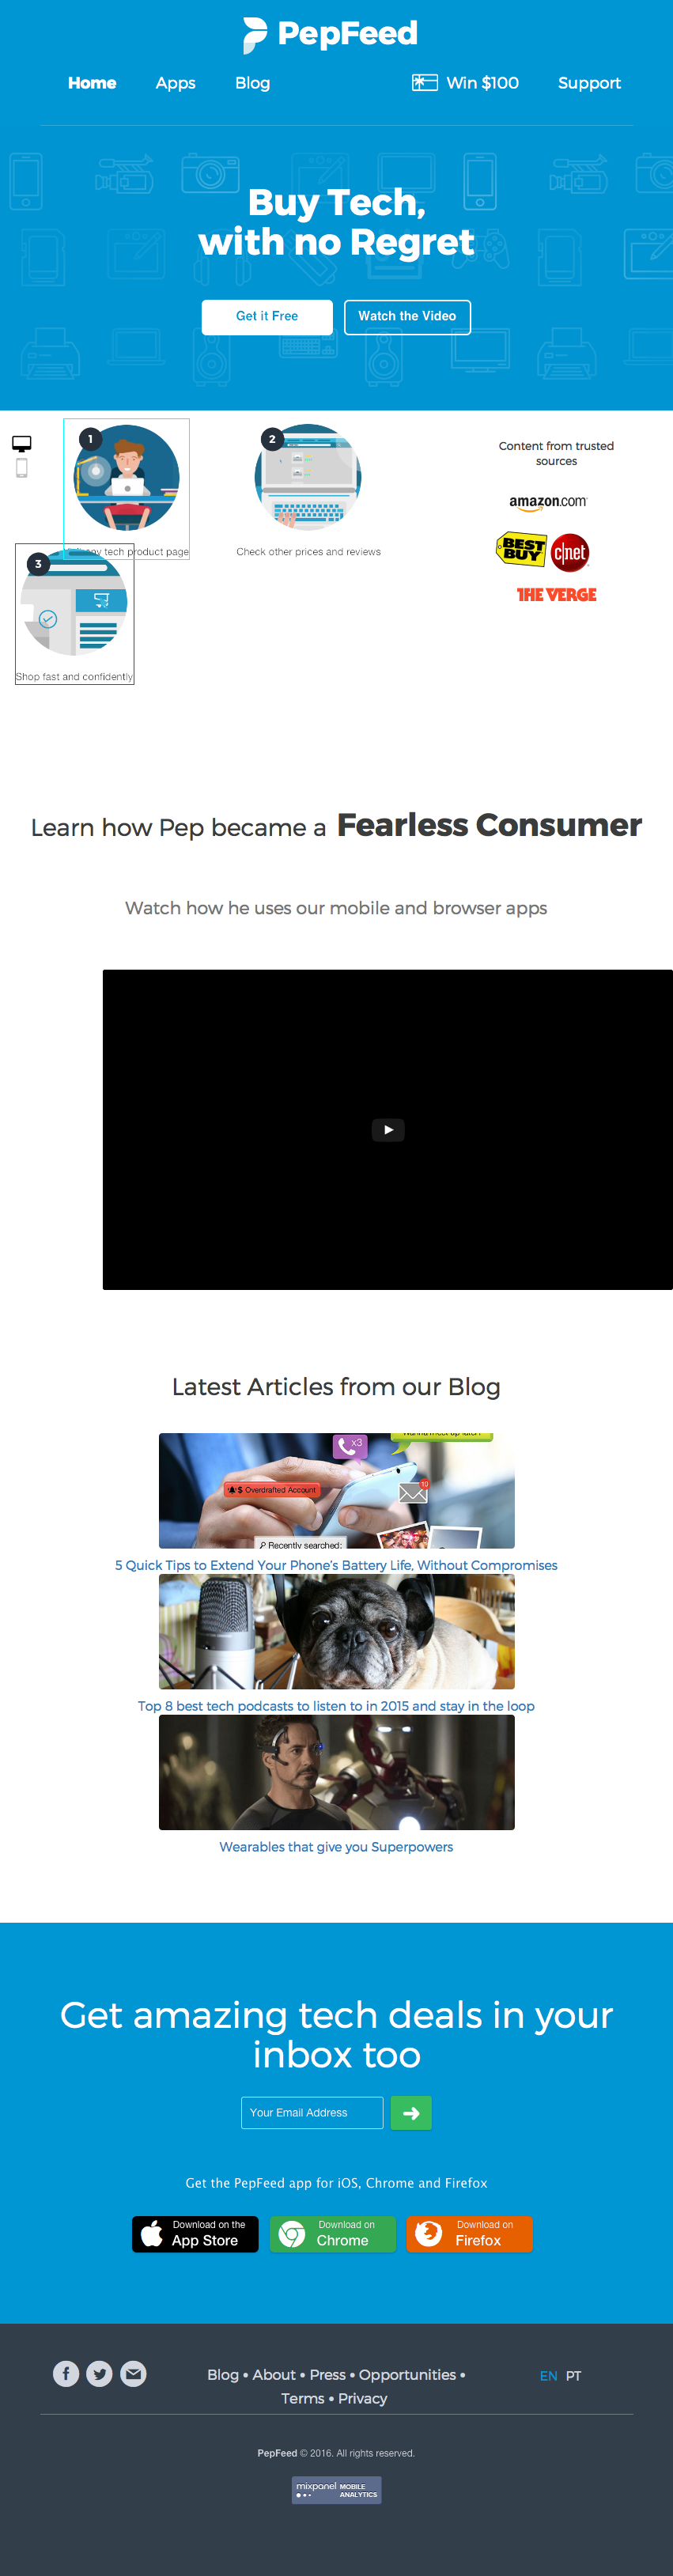 PepFeed
Home Apps Blog Win $100 Support
Buy Tech,
with no Regret
Get it Free Watch the Video
1
any tech product page
2
Check other prices and reviews
3
Shop fast and confidently
Content from trusted
sources
amazon.com
BEST
BUY
c|net
THE VERGE
Learn how Pep became a Fearless Consumer
Watch how he uses our mobile and browser apps
Latest Articles from our Blog
x3
10
$ Overdrafted Account
Recently searched:
5 Quick Tips to Extend Your Phone's Battery Life, Without Compromises
Top 8 best tech podcasts to listen to in 2015 and stay in the loop
Wearables that give you Superpowers
Get amazing tech deals in your
inbox too
Your Email Address
Get the PepFeed app for iOS, Chrome and Firefox
Download on the
App Store
Download on
Chrome
Download on
Firefox
Blog • About • Press • Opportunities •
Terms • Privacy
EN PT
PepFeed © 2016. All rights reserved.
mixpanel MOBILE
ANALYTICS